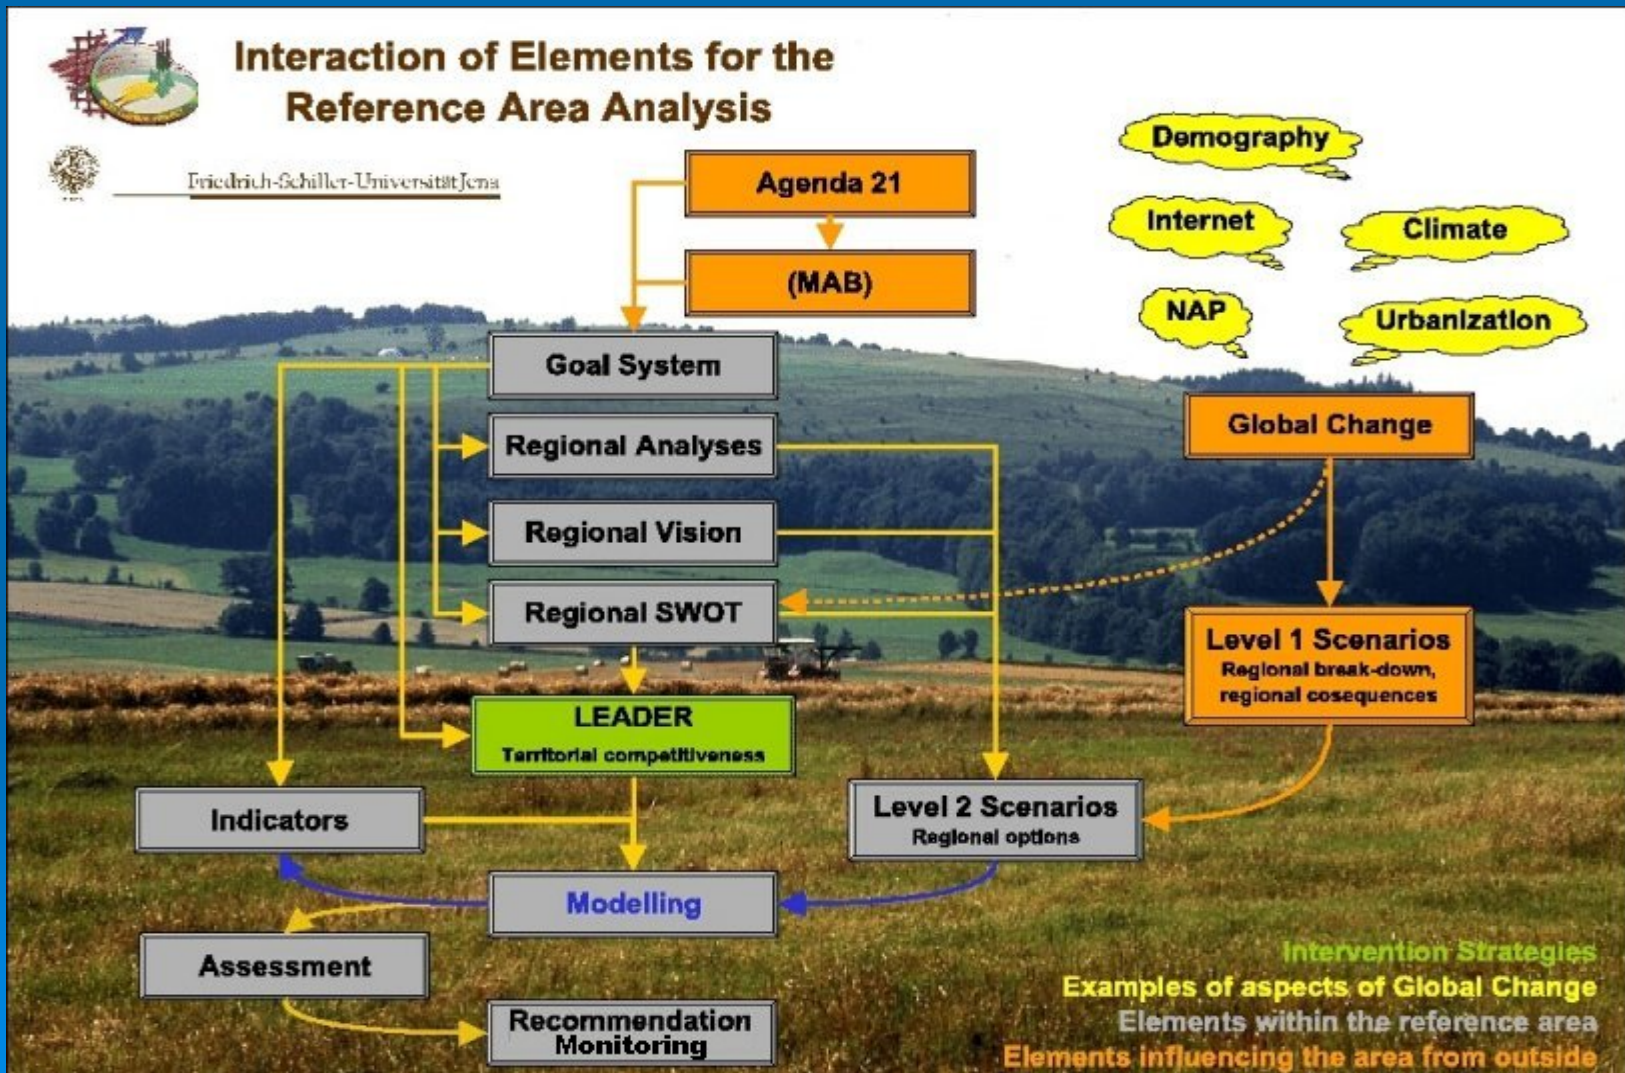 Interaction of Elements for the
Reference Area Analysis
Friedrich-Schiller-Universität Jena
Agenda 21
(MAB)
Demography
Internet
Climate
NAP
Urbanization
Goal System
Regional Analyses
Regional Vision
Regional SWOT
Global Change
Level 1 Scenarios
Regional break-down,
regional cosequences
LEADER
Territorial competitiveness
Indicators
Level 2 Scenarios
Regional options
Modelling
Assessment
Recommendation
Monitoring
Intervention Strategies
Examples of aspects of Global Change
Elements within the reference area
Elements influencing the area from outside